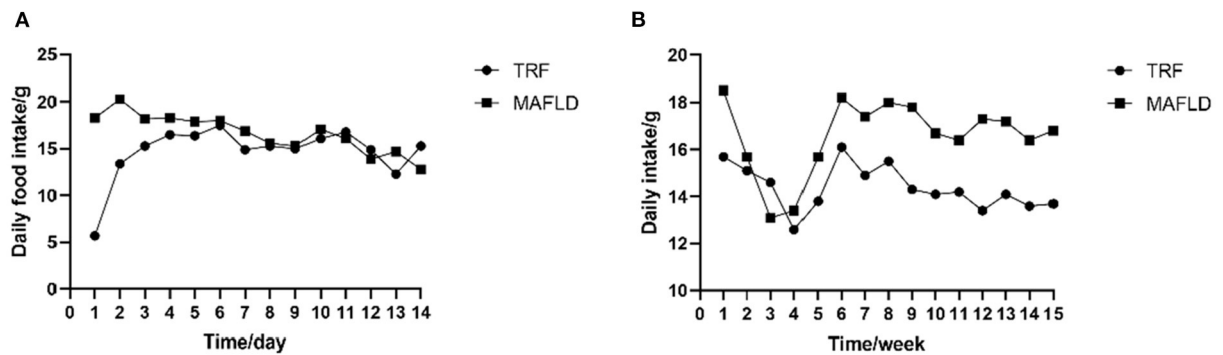 A
Daily food intake/g
25
20
15
10
5
0
0 1 2 3 4 5 6 7 8 9 10 11 12 13 14
Time/day
TRF
MAFLD
B
Daily intake/g
20
18
16
14
12
10
0 1 2 3 4 5 6 7 8 9 10 11 12 13 14 15
Time/week
TRF
MAFLD